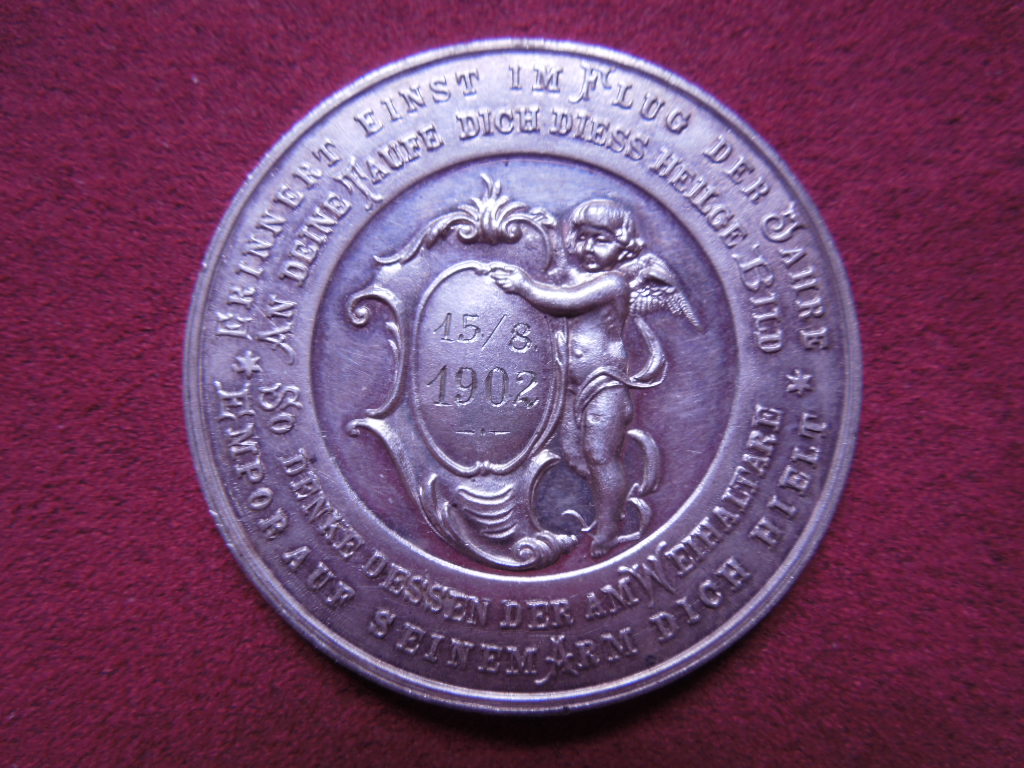 ERINNERT EINST IM FLUG DER JAHRE
AN DEINE TAUFE DICH DIESS HEILGE BILD
SO DENKE DESSEN DER AM WEIHALTARE
EMPOR AUF SEINEM ARM DICH HIELT
15/8.
1902